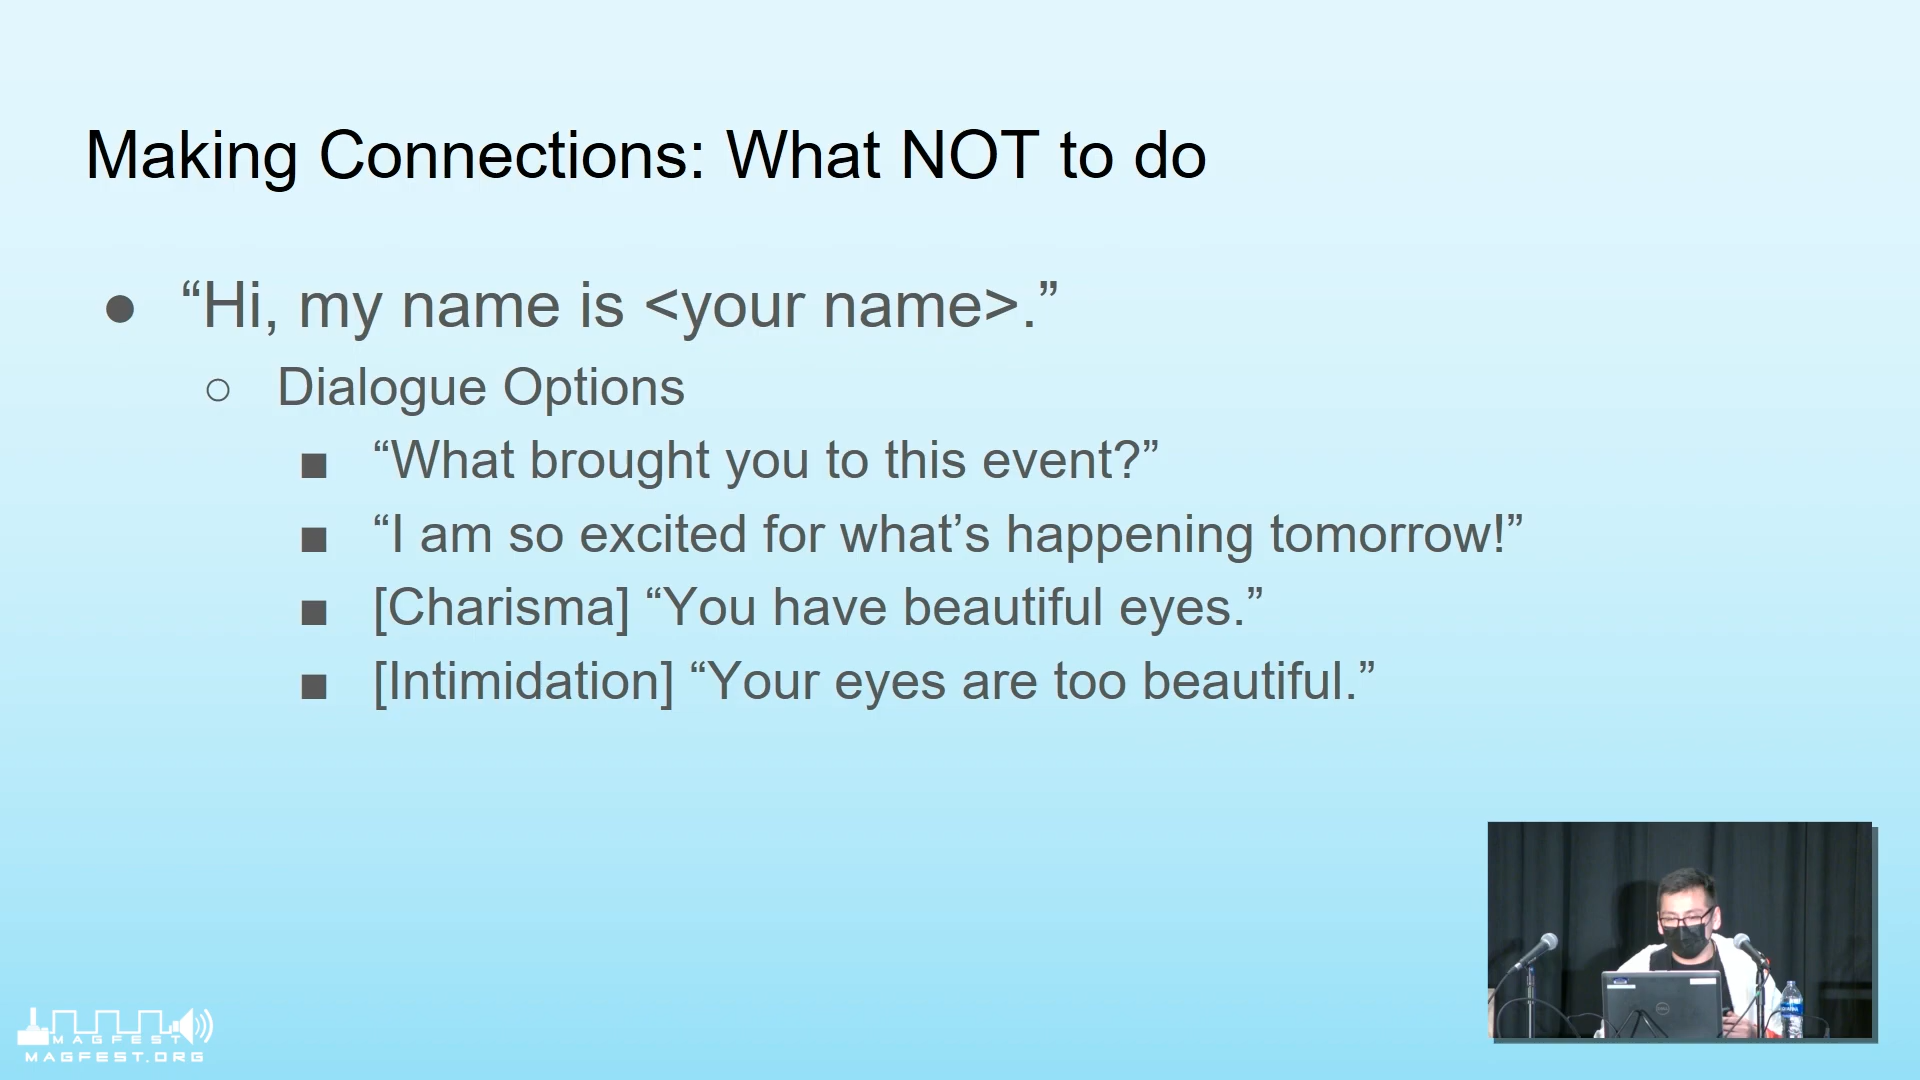 Making Connections: What NOT to do
“Hi, my name is <your name>.”
Dialogue Options
“What brought you to this event?”
“I am so excited for what’s happening tomorrow!”
[Charisma] “You have beautiful eyes.”
[Intimidation] “Your eyes are too beautiful.”
MAGFEST
MAGFEST.ORG